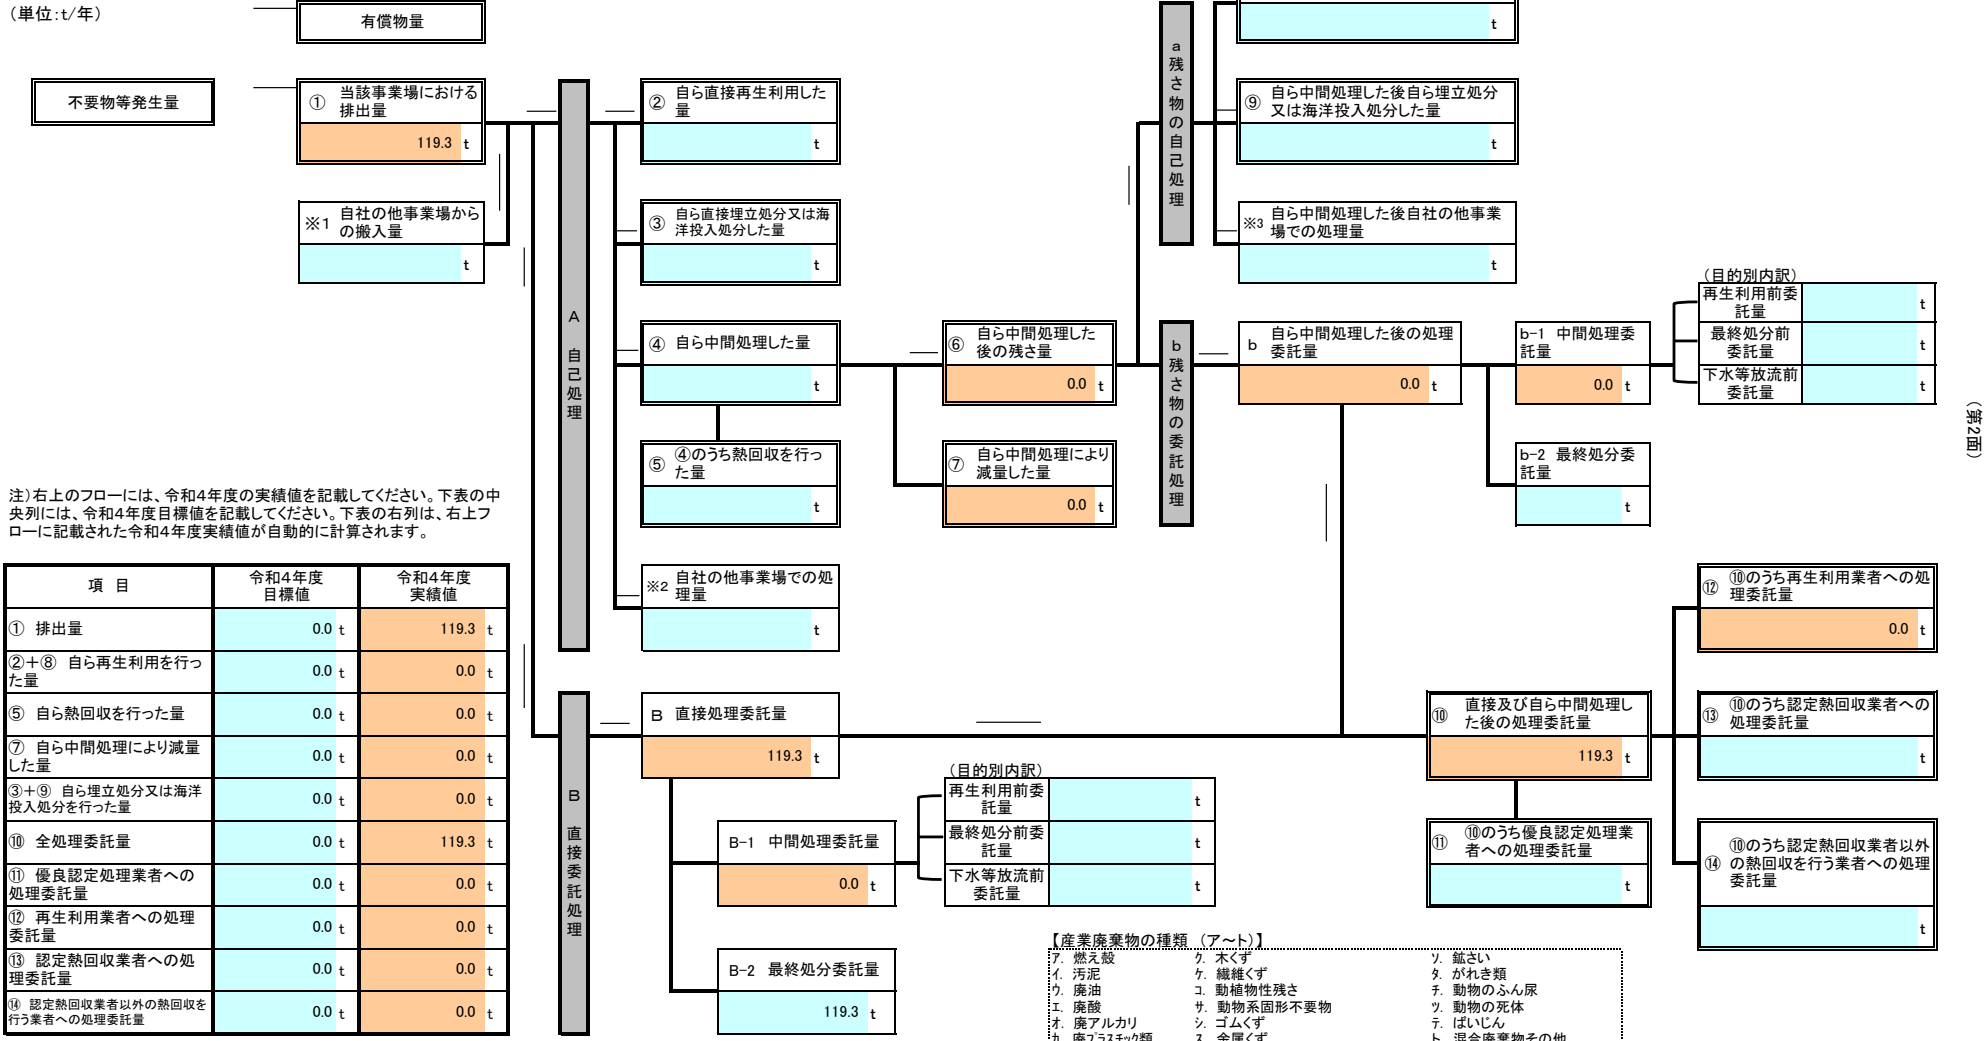 （単位：t/年）
有償物量
不要物等発生量
① 当該事業場における
排出量
119.3 t
※1 自社の他事業場から
の搬入量
t
A 自己処理
② 自ら直接再生利用した
量
t
③ 自ら直接埋立処分又は海
洋投入処分した量
t
④ 自ら中間処理した量
t
⑤ ④のうち熱回収を行っ
た量
t
※2 自社の他事業場での処
理量
t
⑥ 自ら中間処理した
後の残さ量
0.0 t
⑦ 自ら中間処理により
減量した量
0.0 t
a 残さ物の自己処理
t
⑨ 自ら中間処理した後自ら埋立処分
又は海洋投入処分した量
t
※3 自ら中間処理した後自社の他事業
場での処理量
t
b 残さ物の委託処理
b 自ら中間処理した後の処理
委託量
0.0 t
b-1 中間処理委
託量
0.0 t
b-2 最終処分委
託量
t
（目的別内訳）
再生利用前委
託量
t
最終処分前
委託量
t
下水等放流前
委託量
t
（第2面）
注）右上のフローには、令和4年度の実績値を記載してください。下表の中
央列には、令和4年度目標値を記載してください。下表の右列は、右上フ
ローに記載された令和4年度実績値が自動的に計算されます。
項 目 令和4年度
目標値 令和4年度
実績値
① 排出量 0.0 t 119.3 t
②＋⑧ 自ら再生利用を行っ
た量 0.0 t 0.0 t
⑤ 自ら熱回収を行った量 0.0 t 0.0 t
⑦ 自ら中間処理により減量
した量 0.0 t 0.0 t
③＋⑨ 自ら埋立処分又は海洋
投入処分を行った量 0.0 t 0.0 t
⑩ 全処理委託量 0.0 t 119.3 t
⑪ 優良認定処理業者への
処理委託量 0.0 t 0.0 t
⑫ 再生利用業者への処理
委託量 0.0 t 0.0 t
⑬ 認定熱回収業者への処
理委託量 0.0 t 0.0 t
⑭ 認定熱回収業者以外の熱回収を
行う業者への処理委託量 0.0 t 0.0 t
B 直接委託処理
B 直接処理委託量
119.3 t
B-1 中間処理委託量
0.0 t
B-2 最終処分委託量
119.3 t
（目的別内訳）
再生利用前委
託量
t
最終処分前委
託量
t
下水等放流前
委託量
t
⑩ 直接及び自ら中間処理し
た後の処理委託量
119.3 t
⑪ ⑩のうち優良認定処理業
者への処理委託量
t
⑫ ⑩のうち再生利用業者への処
理委託量
0.0 t
⑬ ⑩のうち認定熱回収業者への
処理委託量
t
⑭ ⑩のうち認定熱回収業者以外
の熱回収を行う業者への処理
委託量
t
【産業廃棄物の種類 （ア～ト）】
ア. 燃え殻 ク. 木くず ソ. 鉱さい
イ. 汚泥 ケ. 繊維くず タ. がれき類
ウ. 廃油 コ. 動植物性残さ チ. 動物のふん尿
エ. 廃酸 サ. 動物系固形不要物 ツ. 動物の死体
オ. 廃アルカリ シ. ゴムくず テ. ばいじん
カ. 廃プラスチック類 ス. 金属くず ト. 混合廃棄物その他